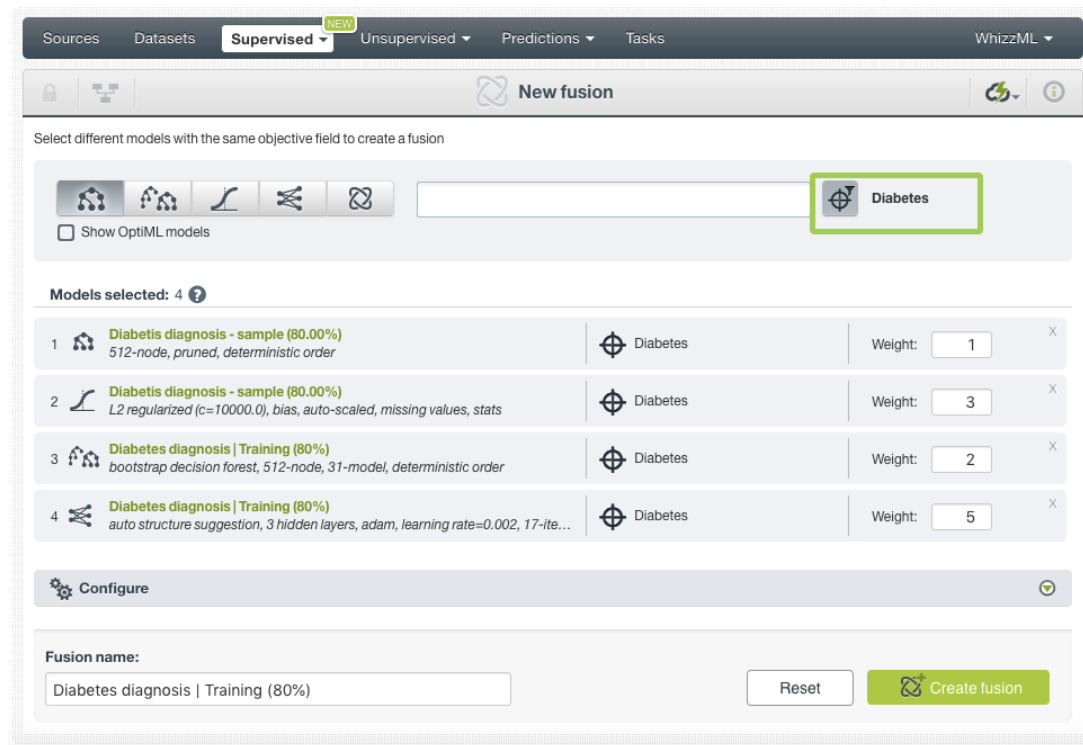 NEW
Sources Datasets Supervised Unsupervised Predictions Tasks WhizzML
New fusion
Select different models with the same objective field to create a fusion
Diabetes
Show OptiML models
Models selected: 4 ?
1 Diabetis diagnosis - sample (80.00%) Diabetes Weight: 1 X
512-node, pruned, deterministic order
2 Diabetis diagnosis - sample (80.00%) Diabetes Weight: 3 X
L2 regularized (c=10000.0), bias, auto-scaled, missing values, stats
3 Diabetes diagnosis | Training (80%) Diabetes Weight: 2 X
bootstrap decision forest, 512-node, 31-model, deterministic order
4 Diabetes diagnosis | Training (80%) Diabetes Weight: 5 X
auto structure suggestion, 3 hidden layers, adam, learning rate=0.002, 17-ite...
Configure
Fusion name:
Diabetes diagnosis | Training (80%) Reset Create fusion